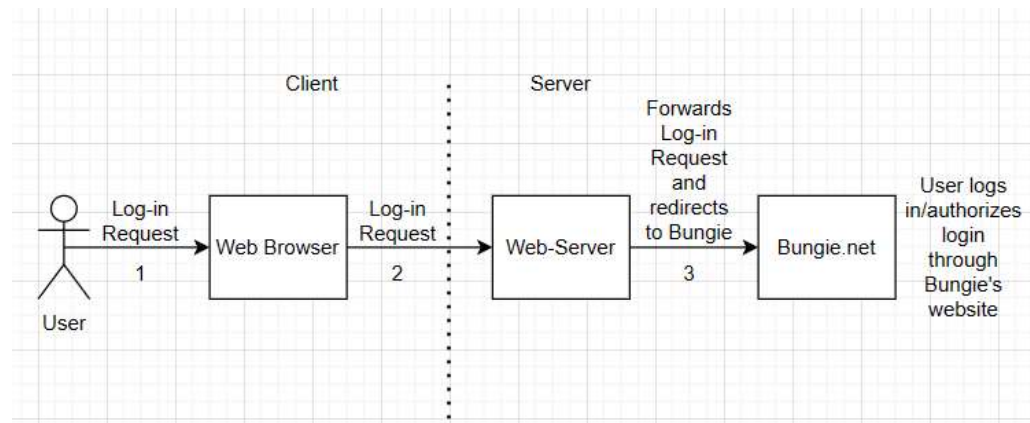 Client
Server
Forwards
Log-in
Request
and
redirects
to Bungie
Log-in
Request
1
Web Browser
Log-in
Request
2
Web-Server
3
Bungie.net
User logs
in/authorizes
login
through
Bungie's
website
User